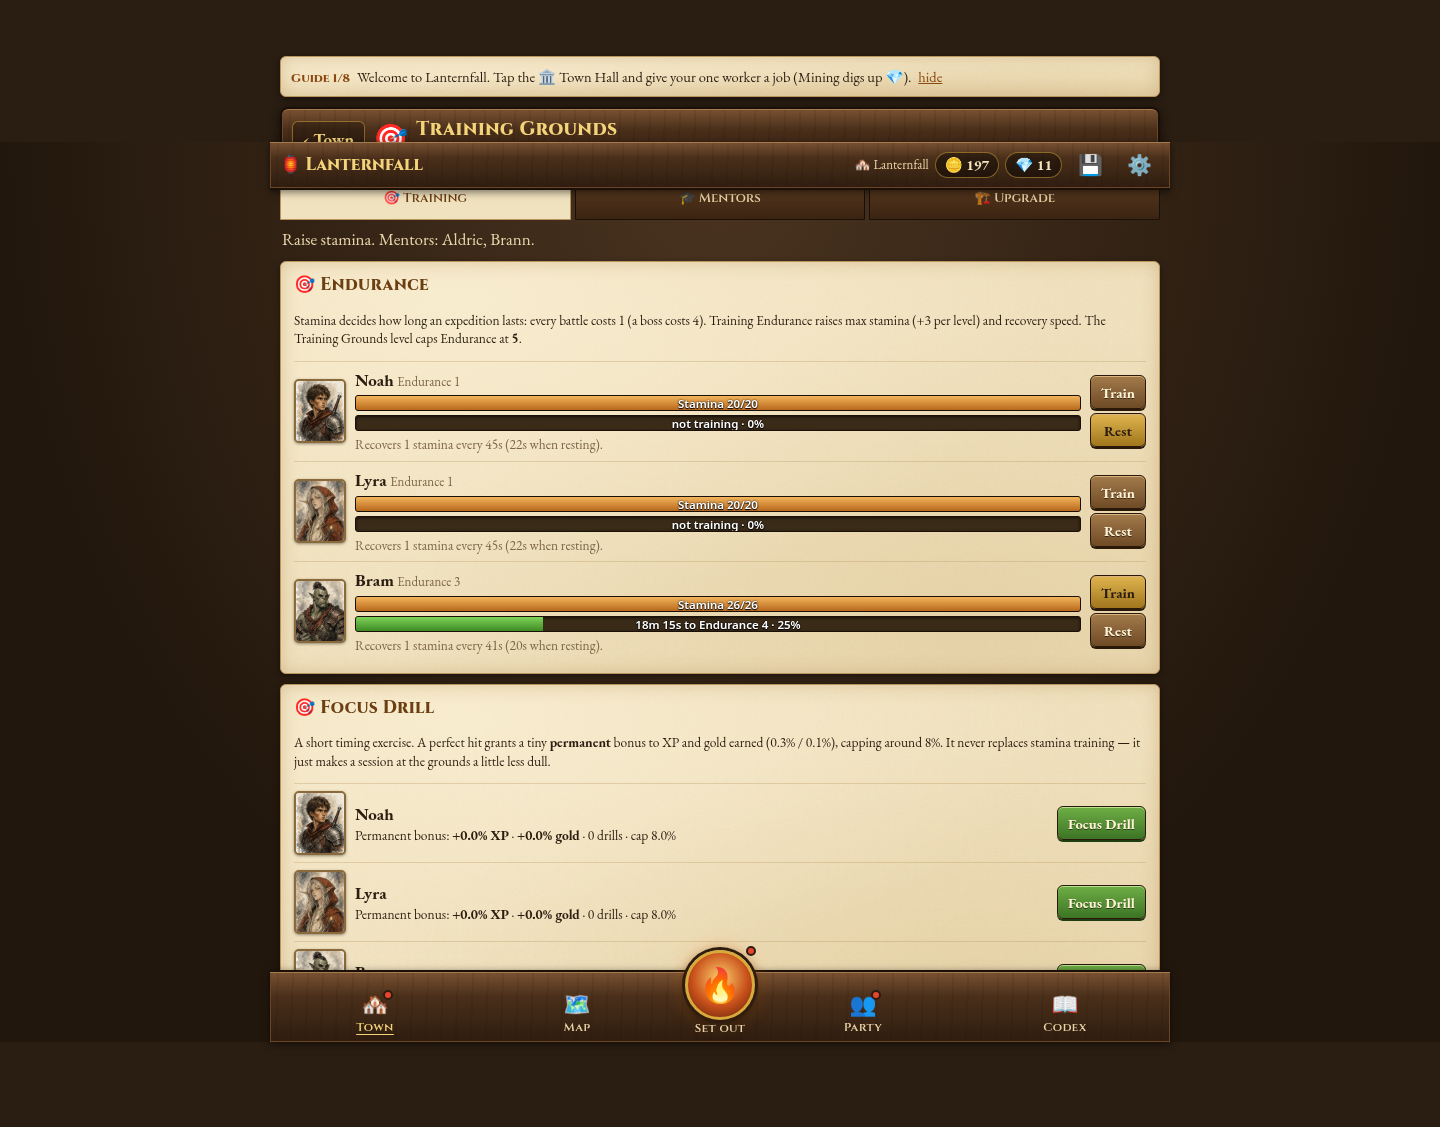 Guide 1/8 Welcome to Lanternfall. Tap the 🏛️ Town Hall and give your one worker a job (Mining digs up 💎). hide
‹ Town 🎯 Training Grounds
🏮 Lanternfall 🏘️ Lanternfall 🪙 197 💎 11 💾 ⚙️
🎯 Training 🎓 Mentors 🏗️ Upgrade
Raise stamina. Mentors: Aldric, Brann.
🎯 Endurance
Stamina decides how long an expedition lasts: every battle costs 1 (a boss costs 4). Training Endurance raises max stamina (+3 per level) and recovery speed. The
Training Grounds level caps Endurance at 5.
Noah Endurance 1
Stamina 20/20
not training · 0%
Recovers 1 stamina every 45s (22s when resting).
Train
Rest
Lyra Endurance 1
Stamina 20/20
not training · 0%
Recovers 1 stamina every 45s (22s when resting).
Train
Rest
Bram Endurance 3
Stamina 26/26
18m 15s to Endurance 4 · 25%
Recovers 1 stamina every 41s (20s when resting).
Train
Rest
🎯 Focus Drill
A short timing exercise. A perfect hit grants a tiny permanent bonus to XP and gold earned (0.3% / 0.1%), capping around 8%. It never replaces stamina training — it
just makes a session at the grounds a little less dull.
Noah
Permanent bonus: +0.0% XP · +0.0% gold · 0 drills · cap 8.0%
Focus Drill
Lyra
Permanent bonus: +0.0% XP · +0.0% gold · 0 drills · cap 8.0%
Focus Drill
Town
Map
Set out
Party
Codex